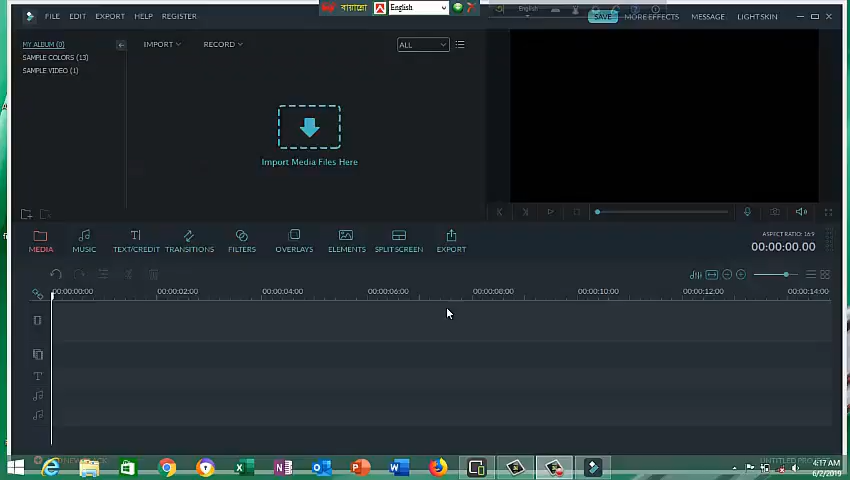 বায়ান্নো English English
FILE EDIT EXPORT HELP REGISTER SAVE MORE EFFECTS MESSAGE LIGHT SKIN
MY ALBUM (0) IMPORT RECORD ALL
SAMPLE COLORS (13)
SAMPLE VIDEO (1)
Import Media Files Here
MEDIA MUSIC TEXT/CREDIT TRANSITIONS FILTERS OVERLAYS ELEMENTS SPLIT SCREEN EXPORT
ASPECT RATIO: 16:9
00:00:00.00
00:00:00:00 00:00:02:00 00:00:04:00 00:00:06:00 00:00:08:00 00:00:10:00 00:00:12:00 00:00:14:00
4:17 AM
6/2/2019